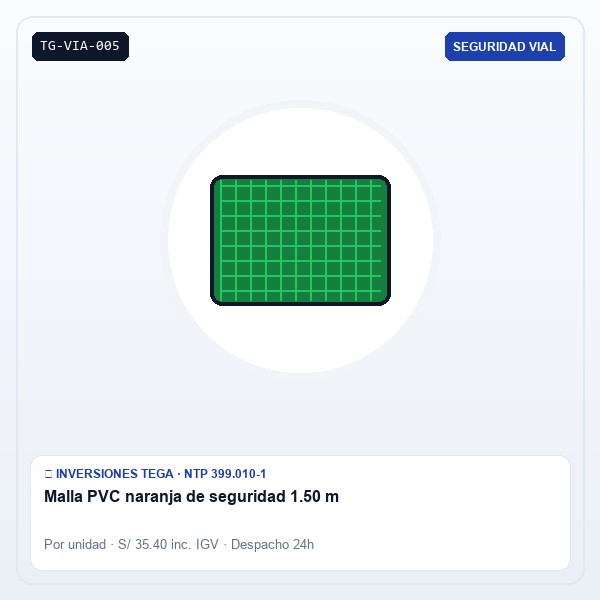 TG-VIA-005
SEGURIDAD VIAL
INVERSIONES TEGA · NTP 399.010-1
Malla PVC naranja de seguridad 1.50 m
Por unidad · S/ 35.40 inc. IGV · Despacho 24h